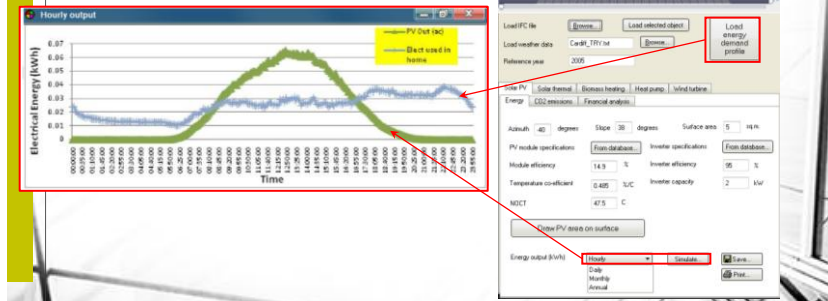 Hourly output
PV Out (ac)
Elect used in
home
Electrical Energy (kWh)
0.07
0.06
0.05
0.04
0.03
0.02
0.01
0
Time
Load IFC file
Browse...
Load selected object
Load weather data
Cardiff_TRY.txt
Browse...
Reference year
2005
Load
energy
demand
profile
Solar PV
Solar thermal
Biomass heating
Heat pump
Wind turbine
Energy
CO2 emissions
Financial analysis
Azimuth -40 degrees
Slope 38 degrees
Surface area 5 sq.m.
PV module specifications
From database...
Inverter specifications
From database...
Module efficiency 14.9 %
Inverter efficiency 95 %
Temperature co-efficient 0.485 %/C
Inverter capacity 2 kW
NOCT 47.5 C
Draw PV area on surface
Energy output (kWh)
Hourly
Simulate...
Save...
Daily
Monthly
Annual
Print...